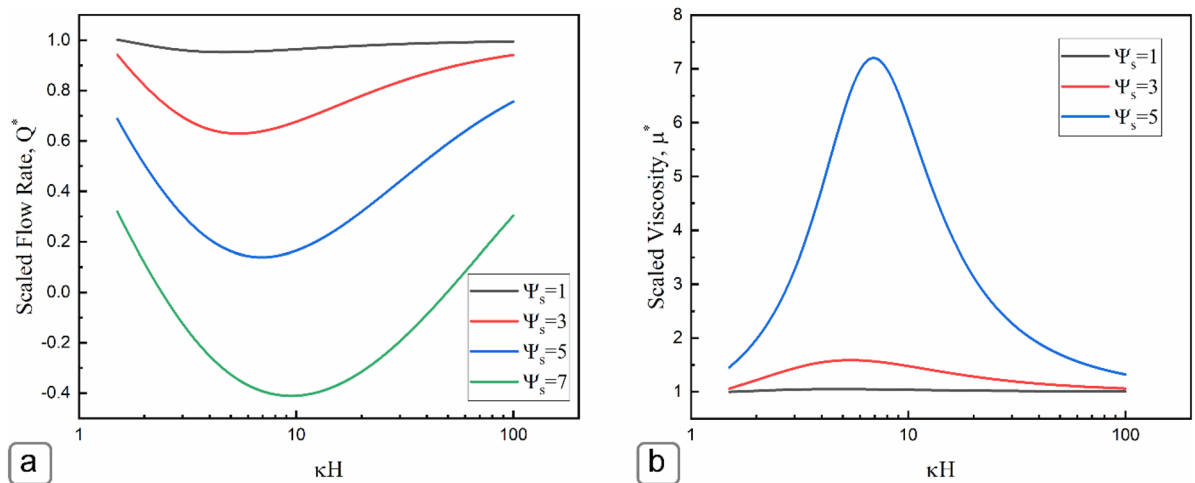 1.0
0.8
0.6
0.4
0.2
0.0
-0.2
-0.4
Scaled Flow Rate, Q*
Ψs=1
Ψs=3
Ψs=5
Ψs=7
1
10
100
κH
a
8
7
6
5
4
3
2
1
Scaled Viscosity, μ*
Ψs=1
Ψs=3
Ψs=5
1
10
100
κH
b